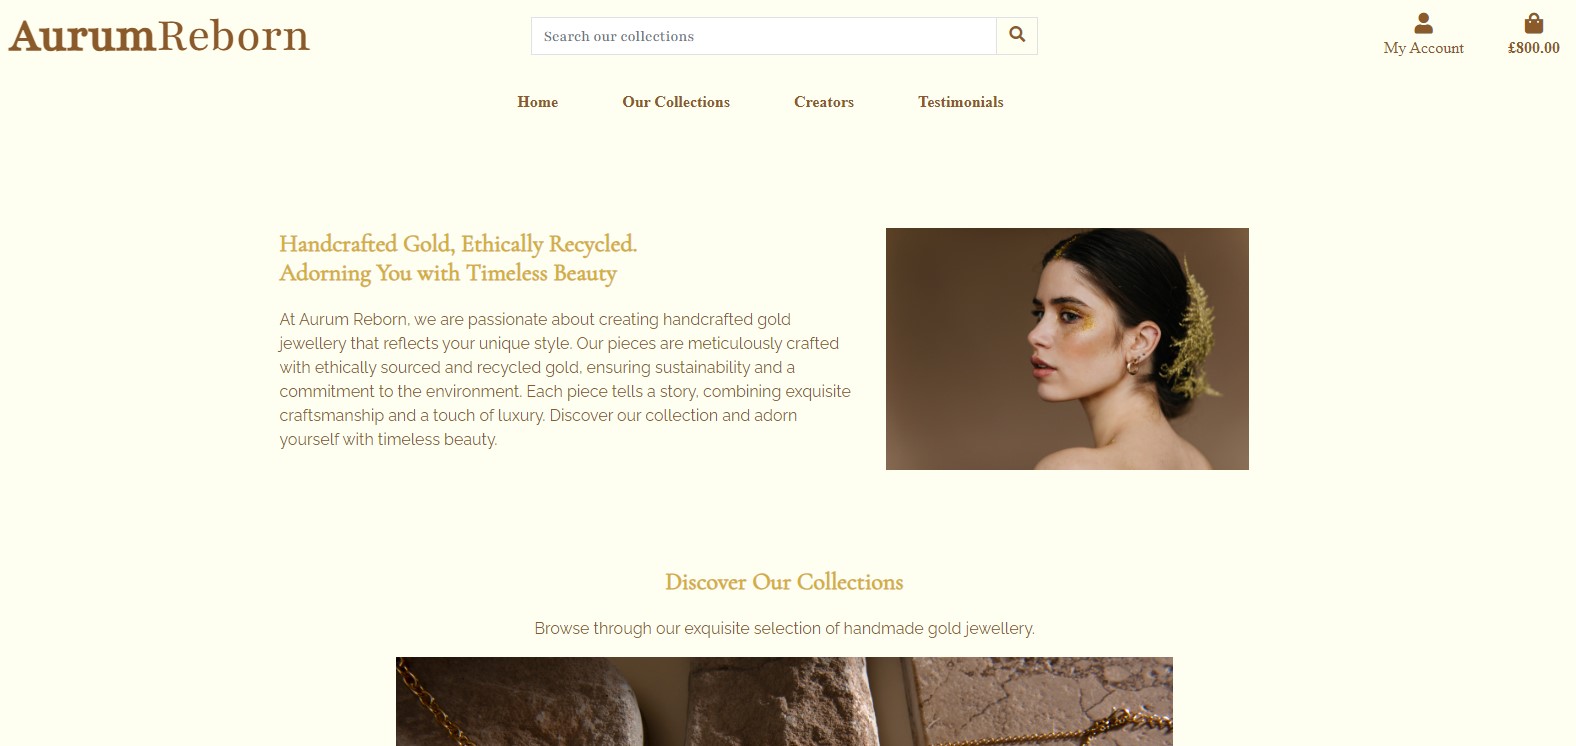 AurumReborn
Search our collections
My Account
£800.00
Home
Our Collections
Creators
Testimonials
Handcrafted Gold, Ethically Recycled.
Adorning You with Timeless Beauty
At Aurum Reborn, we are passionate about creating handcrafted gold
jewellery that reflects your unique style. Our pieces are meticulously crafted
with ethically sourced and recycled gold, ensuring sustainability and a
commitment to the environment. Each piece tells a story, combining exquisite
craftsmanship and a touch of luxury. Discover our collection and adorn
yourself with timeless beauty.
Discover Our Collections
Browse through our exquisite selection of handmade gold jewellery.